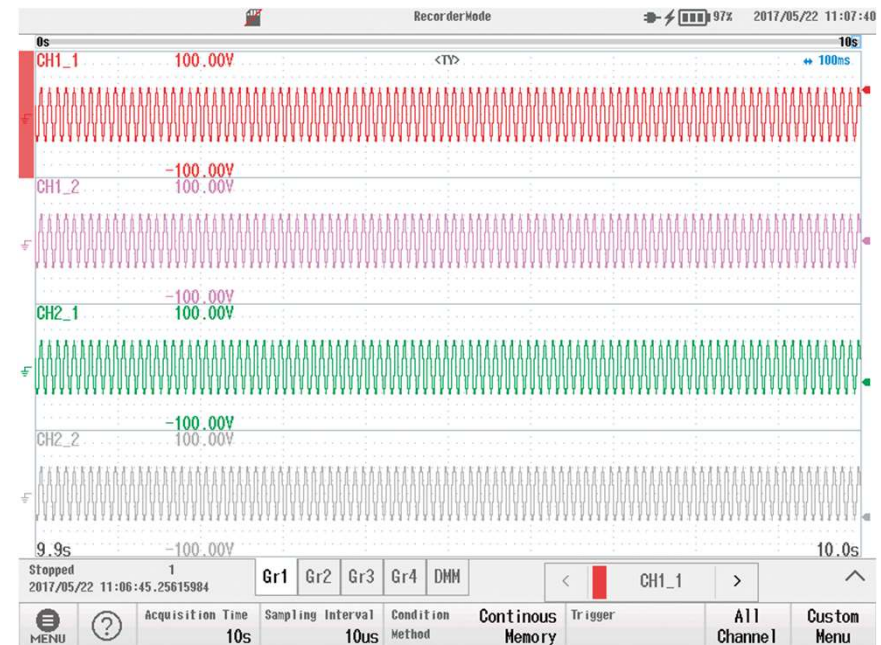 RecorderMode 97% 2017/05/22 11:07:40
0s 10s
CH1_1 100.00V <TY> ↔ 100ms
-100.00V
CH1_2 100.00V
-100.00V
CH2_1 100.00V
-100.00V
CH2_2 100.00V
9.9s -100.00V 10.0s
Stopped 1
2017/05/22 11:06:45.25615984
Gr1 Gr2 Gr3 Gr4 DMM < CH1_1 >
MENU ? Acquisition Time 10s Sampling Interval 10us Condition Method Continous Memory Trigger All Channel Custom Menu